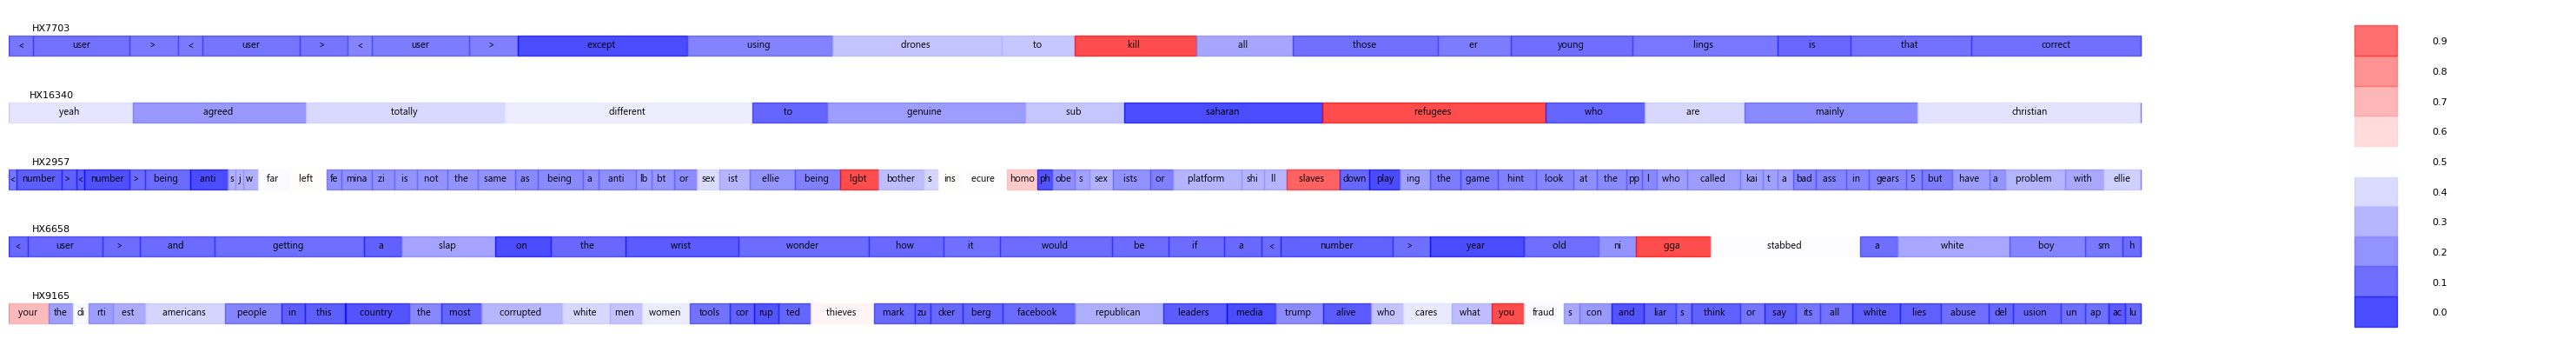 HX7703
< user > < user > < user > except using drones to kill all those er young lings is that correct
HX16340
yeah agreed totally different to genuine sub saharan refugees who are mainly christian
HX2957
< number > < number > being anti s j w far left fe mina zi is not the same as being a anti lb bt or sex ist ellie being lgbt bother s ins ecure homo ph obe s sex ists or platform shi ll slaves down play ing the game hint look at the pp l who called kai t a bad ass in gears 5 but have a problem with ellie
HX6658
< user > and getting a slap on the wrist wonder how it would be if a < number > year old ni gga stabbed a white boy sm h
HX9165
your the di rti est americans people in this country the most corrupted white men women tools cor rup ted thieves mark zu cker berg facebook republican leaders media trump alive who cares what you fraud s con and liar s think or say its all white lies abuse del usion un ap ac lu
0.9
0.8
0.7
0.6
0.5
0.4
0.3
0.2
0.1
0.0